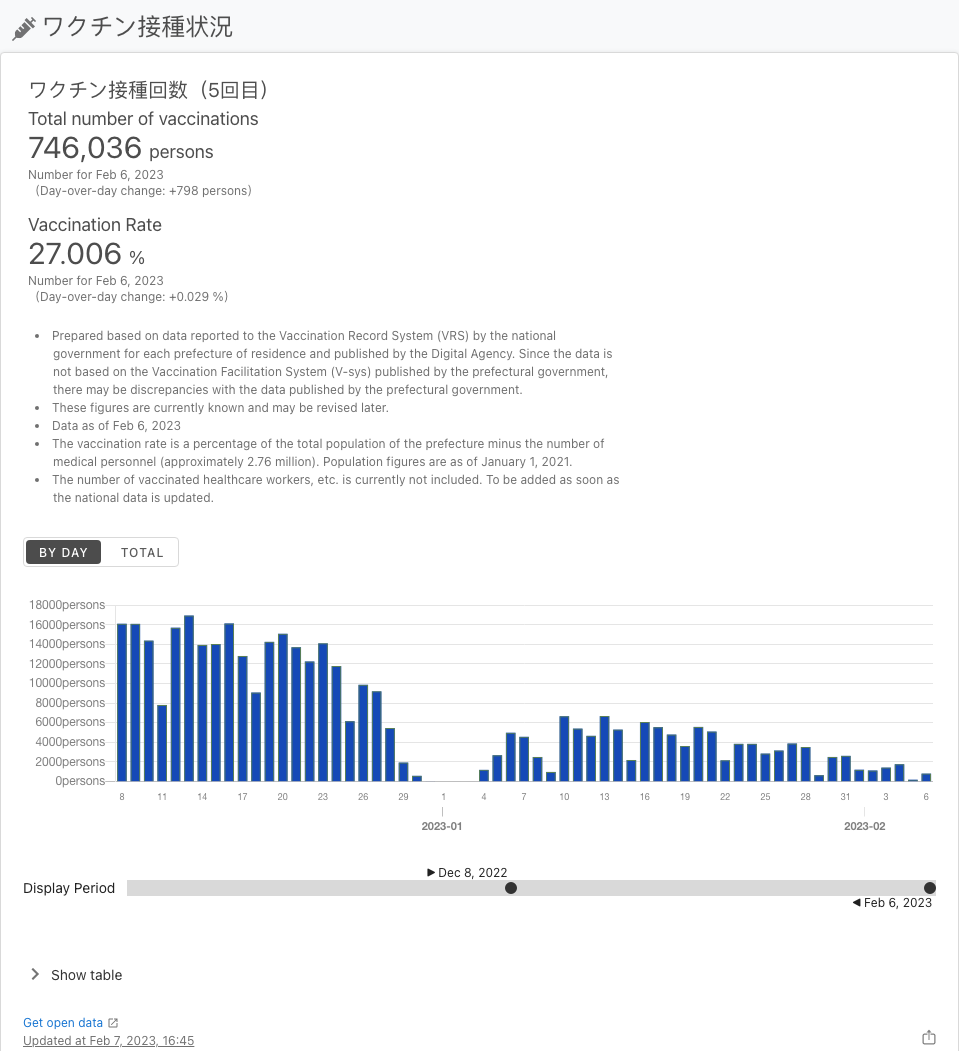 ワクチン接種状況
ワクチン接種回数（5回目）
Total number of vaccinations
746,036 persons
Number for Feb 6, 2023
(Day-over-day change: +798 persons)
Vaccination Rate
27.006 %
Number for Feb 6, 2023
(Day-over-day change: +0.029 %)
• Prepared based on data reported to the Vaccination Record System (VRS) by the national
government for each prefecture of residence and published by the Digital Agency. Since the data is
not based on the Vaccination Facilitation System (V-sys) published by the prefectural government,
there may be discrepancies with the data published by the prefectural government.
• These figures are currently known and may be revised later.
• Data as of Feb 6, 2023
• The vaccination rate is a percentage of the total population of the prefecture minus the number of
medical personnel (approximately 2.76 million). Population figures are as of January 1, 2021.
• The number of vaccinated healthcare workers, etc. is currently not included. To be added as soon as
the national data is updated.
BY DAY TOTAL
18000persons
16000persons
14000persons
12000persons
10000persons
8000persons
6000persons
4000persons
2000persons
0persons
8 11 14 17 20 23 26 29 1 4 7 10 13 16 19 22 25 28 31 3 6
2023-01 2023-02
Dec 8, 2022
Display Period
Feb 6, 2023
Show table
Get open data
Updated at Feb 7, 2023, 16:45